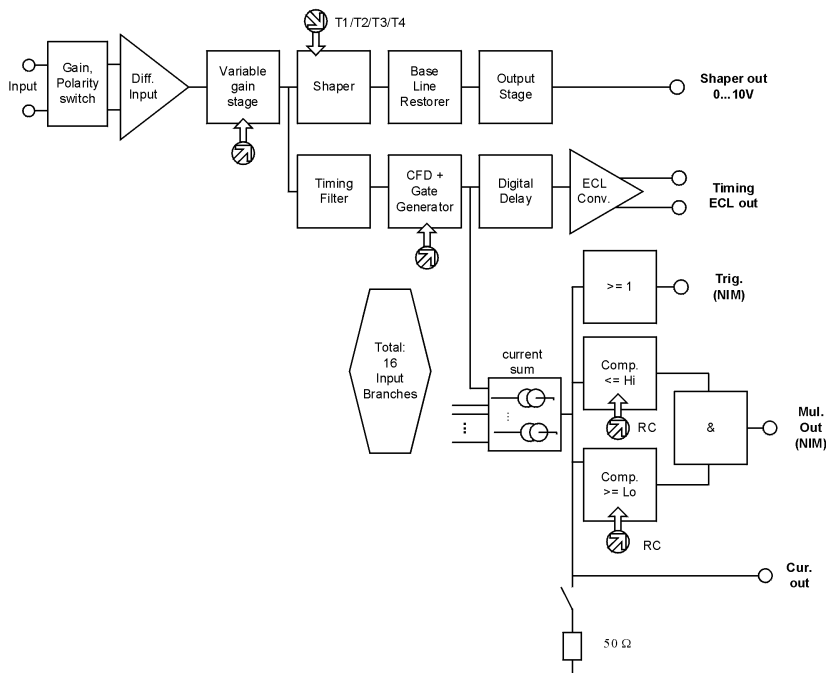 T1/T2/T3/T4
Input
Gain,
Polarity
switch
Diff.
Input
Variable
gain
stage
Shaper
Base
Line
Restorer
Output
Stage
Shaper out
0...10V
Timing
Filter
CFD +
Gate
Generator
Digital
Delay
ECL
Conv.
Timing
ECL out
>= 1
Trig.
(NIM)
Total:
16
Input
Branches
current
sum
...
...
Comp.
<= Hi
RC
&
Mul.
Out
(NIM)
Comp.
>= Lo
RC
Cur.
out
50 Ω